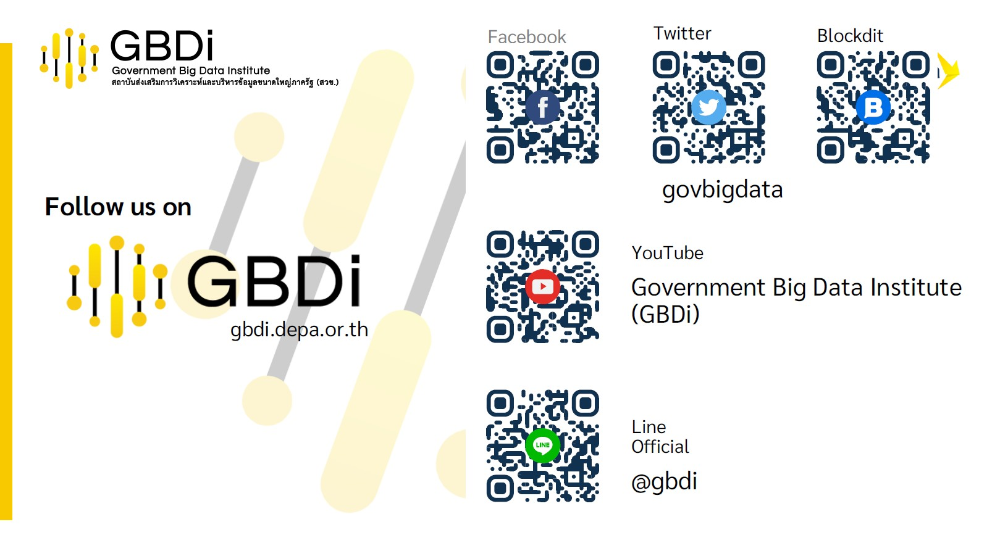 GBDi
Government Big Data Institute
สถาบันส่งเสริมการวิเคราะห์และบริหารข้อมูลขนาดใหญ่ภาครัฐ (สวข.)
Follow us on
GBDi
gbdi.depa.or.th
Facebook
Twitter
Blockdit
govbigdata
YouTube
Government Big Data Institute
(GBDi)
LINE
Line
Official
@gbdi